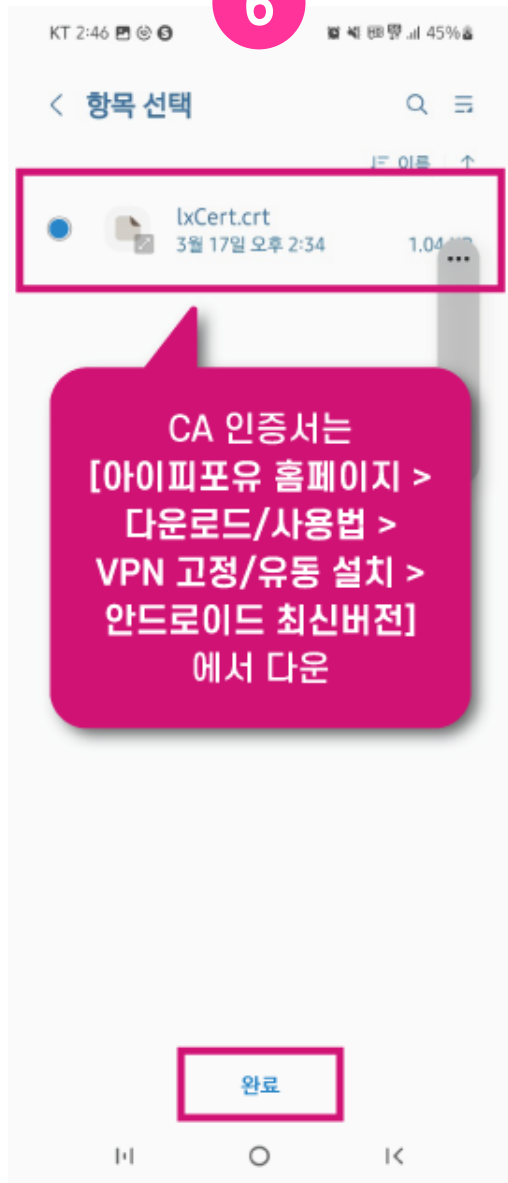 6
KT 2:46 45%
항목 선택
이름
lxCert.crt
3월 17일 오후 2:34 1.04
CA 인증서는
[아이피포유 홈페이지 >
다운로드/사용법 >
VPN 고정/유동 설치 >
안드로이드 최신버전]
에서 다운
완료